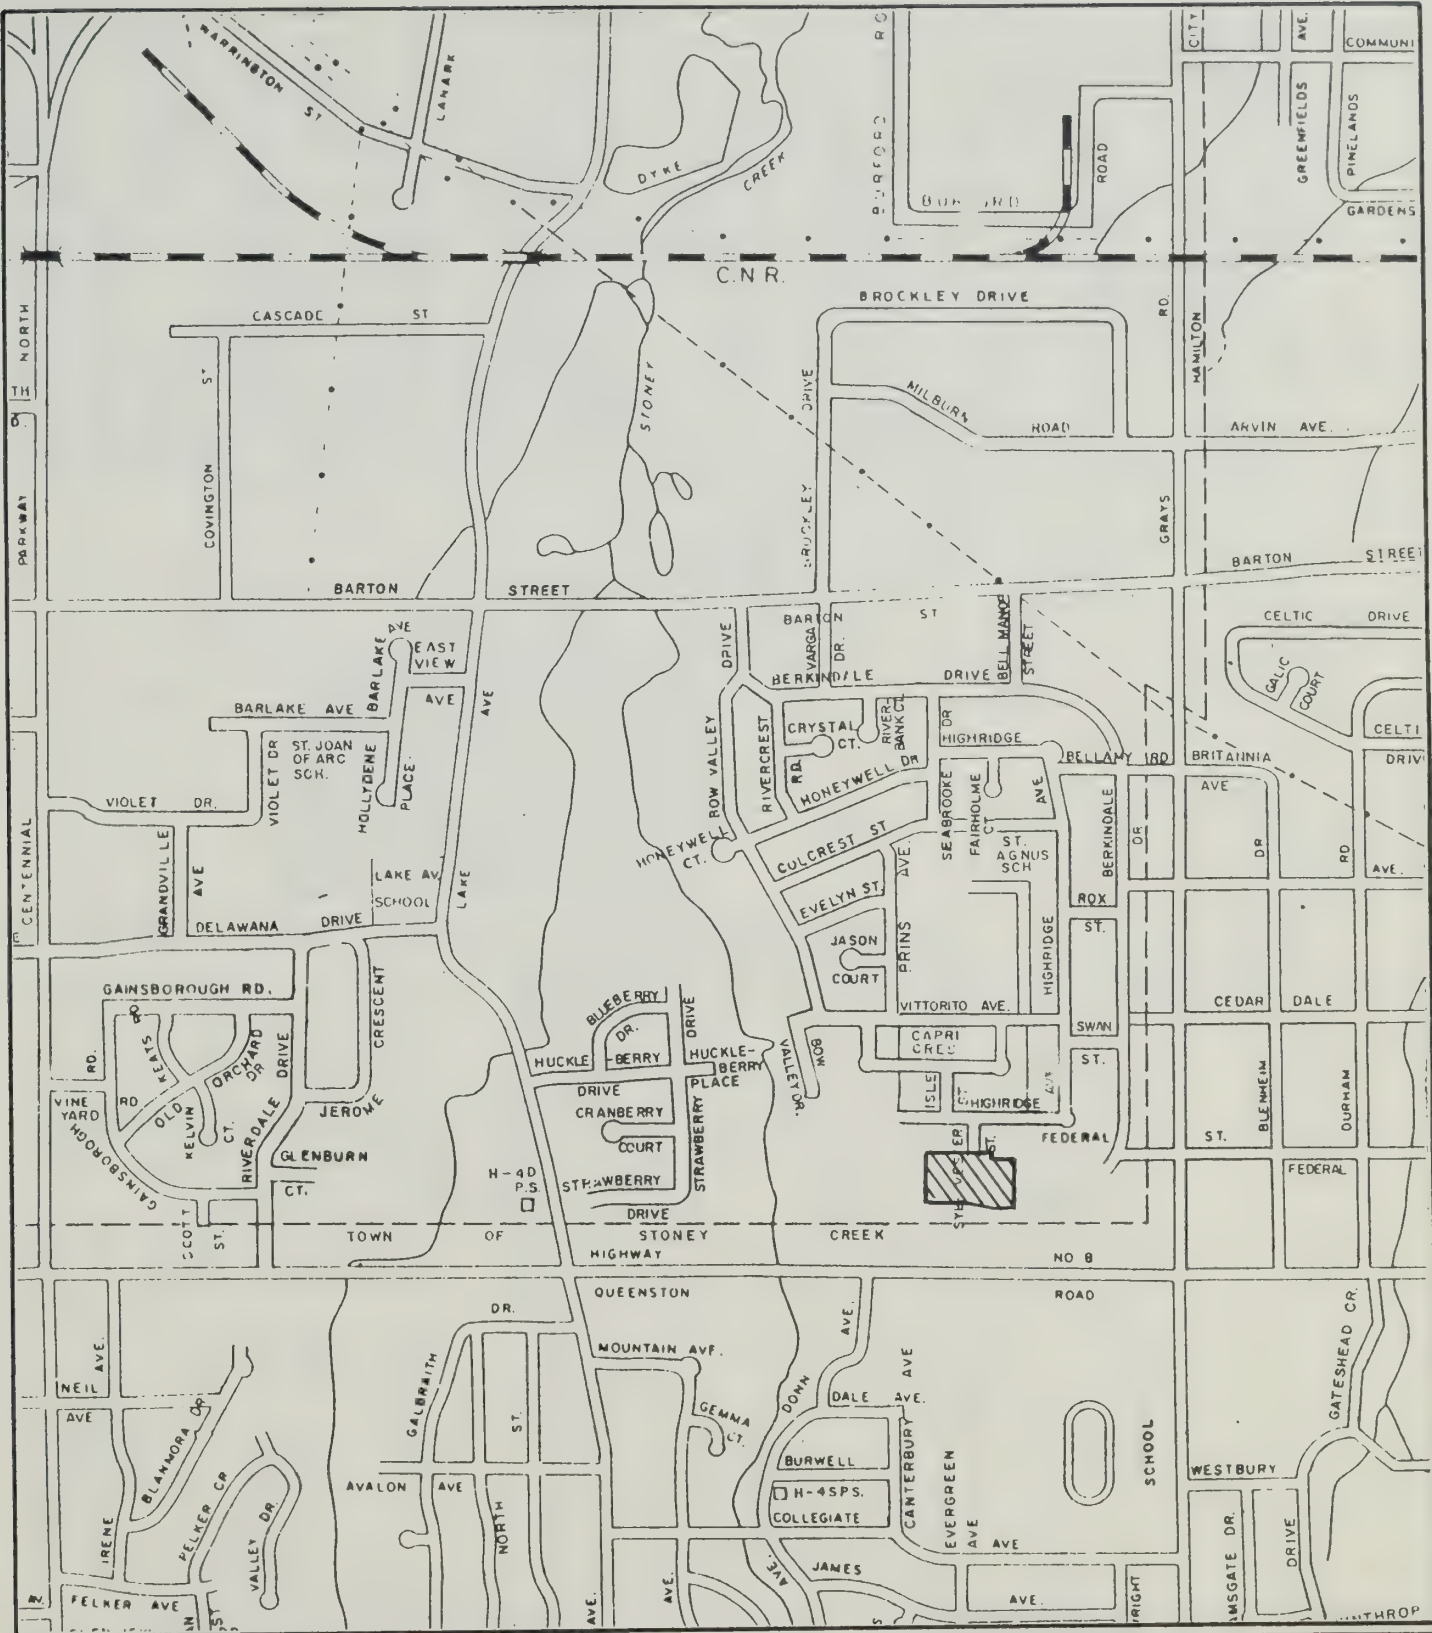 WARRINGTON ST
LANARK
DYKE
CREEK
BURFORD RD
ROAD
CITY
AVE.
COMMUNI
GREENFIELDS
PINELANDS
GARDENS
C.N.R.
NORTH
CASCADE ST
BROCKLEY DRIVE
RD.
HAMILTON
TH
ST
STONEY
DRIVE
MILBURN
ROAD
ARVIN AVE.
PARKWAY
COVINGTON
BROCKLEY
GRAYS
BARTON STREET
BARTON STREET
BARTON ST
BARLAKE AVE
EAST
VIEW
AVE
AVE
DRIVE
VARGA
DR.
BELL MANOR
STREET
CELTIC DRIVE
BERKINDALE DRIVE
GALIC
COURT
BARLAKE AVE
VIOLET DR
ST. JOAN
OF ARC
SCH.
HOLLYDENE
PLACE
BOW VALLEY
RIVERCREST
RD.
CRYSTAL
CT.
RIVER-
BANK CT.
DR
HIGHRIDGE
BELLAMY RD
BRITANNIA
AVE
CELTI
DRIV
VIOLET DR.
HONEYWELL DR
HONEYWELL
CT.
CULCREST ST
SEABROOKE
FAIRHOLME
CT
AVE
BERKINDALE
DR
DR
RD
AVE.
CENTENNIAL
GRANDVILLE
AVE
LAKE AV.
SCHOOL
LAKE
EVELYN ST.
AVE.
ST.
AGNUS
SCH
ROX
ST.
DELAWANA DRIVE
JASON
COURT
PRINS
HIGHRIDGE
GAINSBOROUGH RD.
CRESCENT
BLUEBERRY
DR.
DRIVE
VITTORITO AVE.
CEDAR DALE
RD
KEATS
ORCHARD
DR
DRIVE
HUCKLE-BERRY
DRIVE
HUCKLE-
BERRY
PLACE
BOW
VALLEY DR.
CAPRI
CRES
SWAN
ST.
RD.
VINE
YARD
RD
OLD
KELVIN
CT.
JEROME
CRANBERRY
COURT
ISLE
ST.
HIGHRIDGE
AVE
BLENHEIM
DURHAM
GAINSBOROUGH
RIVERDALE
GLENBURN
CT.
H-4D
P.S.
STRAWBERRY
DRIVE
STRAWBERRY
ST.
FEDERAL ST.
FEDERAL
SCOTT
ST.
TOWN OF STONEY CREEK
HIGHWAY NO 8
QUEENSTON ROAD
DR.
AVE.
NEIL
AVE
GALBRAITH
ST.
MOUNTAIN AVE.
GEMMA
CT.
DONN
AVE.
DALE AVE.
AVE
GATESHEAD CR.
BLANMORA DR
PELKER CR
AVALON AVE
BURWELL
H-4SPS.
COLLEGIATE
CANTERBURY
EVERGREEN
AVE
AVE
SCHOOL
WESTBURY
IRENE
VALLEY DR.
NORTH
AVE.
JAMES
AVE.
DRIVE
AV.
FELKER AVE
AVE.
AVE.
RIGHT
AMSGATE DR.
INTHROP